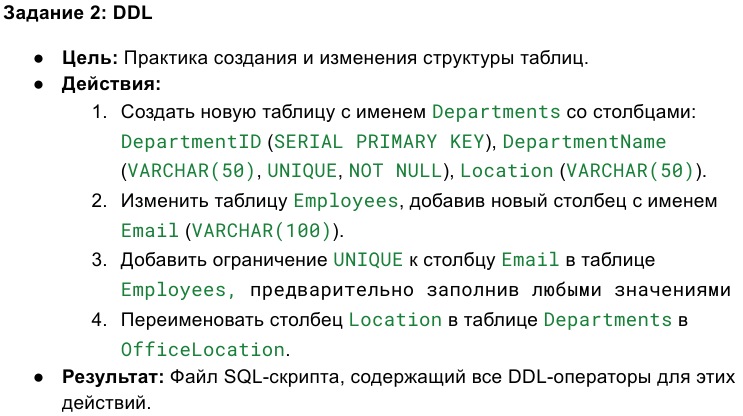 Задание 2: DDL
● Цель: Практика создания и изменения структуры таблиц.
● Действия:
1. Создать новую таблицу с именем Departments со столбцами:
DepartmentID (SERIAL PRIMARY KEY), DepartmentName
(VARCHAR(50), UNIQUE, NOT NULL), Location (VARCHAR(50)).
2. Изменить таблицу Employees, добавив новый столбец с именем
Email (VARCHAR(100)).
3. Добавить ограничение UNIQUE к столбцу Email в таблице
Employees, предварительно заполнив любыми значениями
4. Переименовать столбец Location в таблице Departments в
OfficeLocation.
● Результат: Файл SQL-скрипта, содержащий все DDL-операторы для этих
действий.